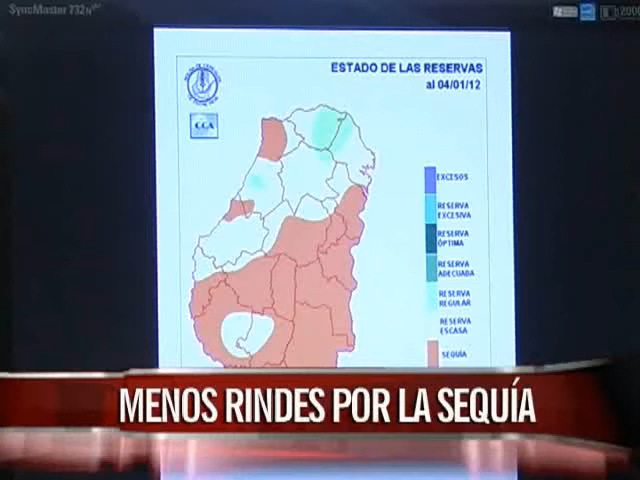 SyncMaster 732N
ESTADO DE LAS RESERVAS
al 04/01/12
CCA
EXCESOS
RESERVA
EXCESIVA
RESERVA
ÓPTIMA
RESERVA
ADECUADA
RESERVA
REGULAR
RESERVA
ESCASA
SEQUÍA
MENOS RINDES POR LA SEQUÍA